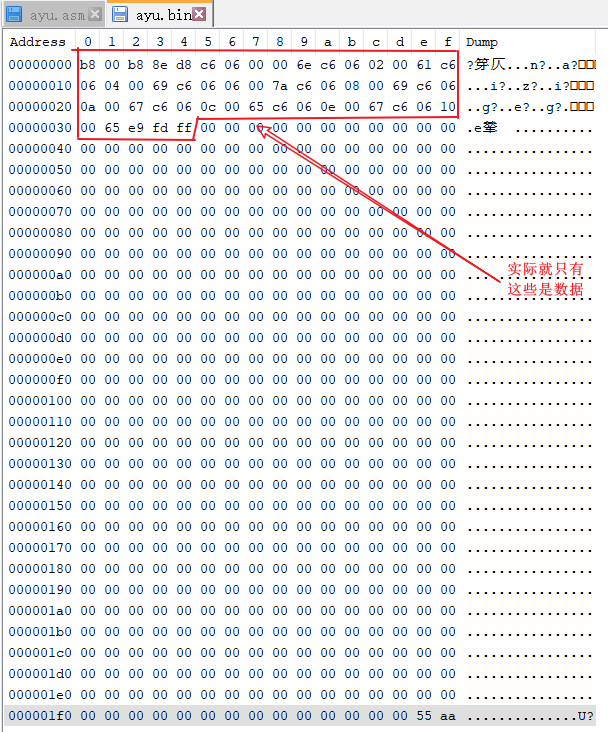 ayu.asm ayu.bin
Address 0 1 2 3 4 5 6 7 8 9 a b c d e f Dump
00000000 b8 00 b8 8e d8 c6 06 00 00 6e c6 06 02 00 61 c6 ...n?..a?□□□
00000010 06 04 00 69 c6 06 06 00 7a c6 06 08 00 69 c6 06 ...i?..z?..i?□□□
00000020 0a 00 67 c6 06 0c 00 65 c6 06 0e 00 67 c6 06 10 ..g?..e?..g?.□□□
00000030 00 65 e9 fd ff 00 00 00 00 00 00 00 00 00 00 00 .e ...........
00000040 00 00 00 00 00 00 00 00 00 00 00 00 00 00 00 00 ................
00000050 00 00 00 00 00 00 00 00 00 00 00 00 00 00 00 00 ................
00000060 00 00 00 00 00 00 00 00 00 00 00 00 00 00 00 00 ................
00000070 00 00 00 00 00 00 00 00 00 00 00 00 00 00 00 00 ................
00000080 00 00 00 00 00 00 00 00 00 00 00 00 00 00 00 00 ................
00000090 00 00 00 00 00 00 00 00 00 00 00 00 00 00 00 00 ................
000000a0 00 00 00 00 00 00 00 00 00 00 00 00 00 00 00 00 ................
实际就只有
这些是数据
000000b0 00 00 00 00 00 00 00 00 00 00 00 00 00 00 00 00 ................
000000c0 00 00 00 00 00 00 00 00 00 00 00 00 00 00 00 00 ................
000000d0 00 00 00 00 00 00 00 00 00 00 00 00 00 00 00 00 ................
000000e0 00 00 00 00 00 00 00 00 00 00 00 00 00 00 00 00 ................
000000f0 00 00 00 00 00 00 00 00 00 00 00 00 00 00 00 00 ................
00000100 00 00 00 00 00 00 00 00 00 00 00 00 00 00 00 00 ................
00000110 00 00 00 00 00 00 00 00 00 00 00 00 00 00 00 00 ................
00000120 00 00 00 00 00 00 00 00 00 00 00 00 00 00 00 00 ................
00000130 00 00 00 00 00 00 00 00 00 00 00 00 00 00 00 00 ................
00000140 00 00 00 00 00 00 00 00 00 00 00 00 00 00 00 00 ................
00000150 00 00 00 00 00 00 00 00 00 00 00 00 00 00 00 00 ................
00000160 00 00 00 00 00 00 00 00 00 00 00 00 00 00 00 00 ................
00000170 00 00 00 00 00 00 00 00 00 00 00 00 00 00 00 00 ................
00000180 00 00 00 00 00 00 00 00 00 00 00 00 00 00 00 00 ................
00000190 00 00 00 00 00 00 00 00 00 00 00 00 00 00 00 00 ................
000001a0 00 00 00 00 00 00 00 00 00 00 00 00 00 00 00 00 ................
000001b0 00 00 00 00 00 00 00 00 00 00 00 00 00 00 00 00 ................
000001c0 00 00 00 00 00 00 00 00 00 00 00 00 00 00 00 00 ................
000001d0 00 00 00 00 00 00 00 00 00 00 00 00 00 00 00 00 ................
000001e0 00 00 00 00 00 00 00 00 00 00 00 00 00 00 00 00 ................
000001f0 00 00 00 00 00 00 00 00 00 00 00 00 00 00 55 aa ..............U?